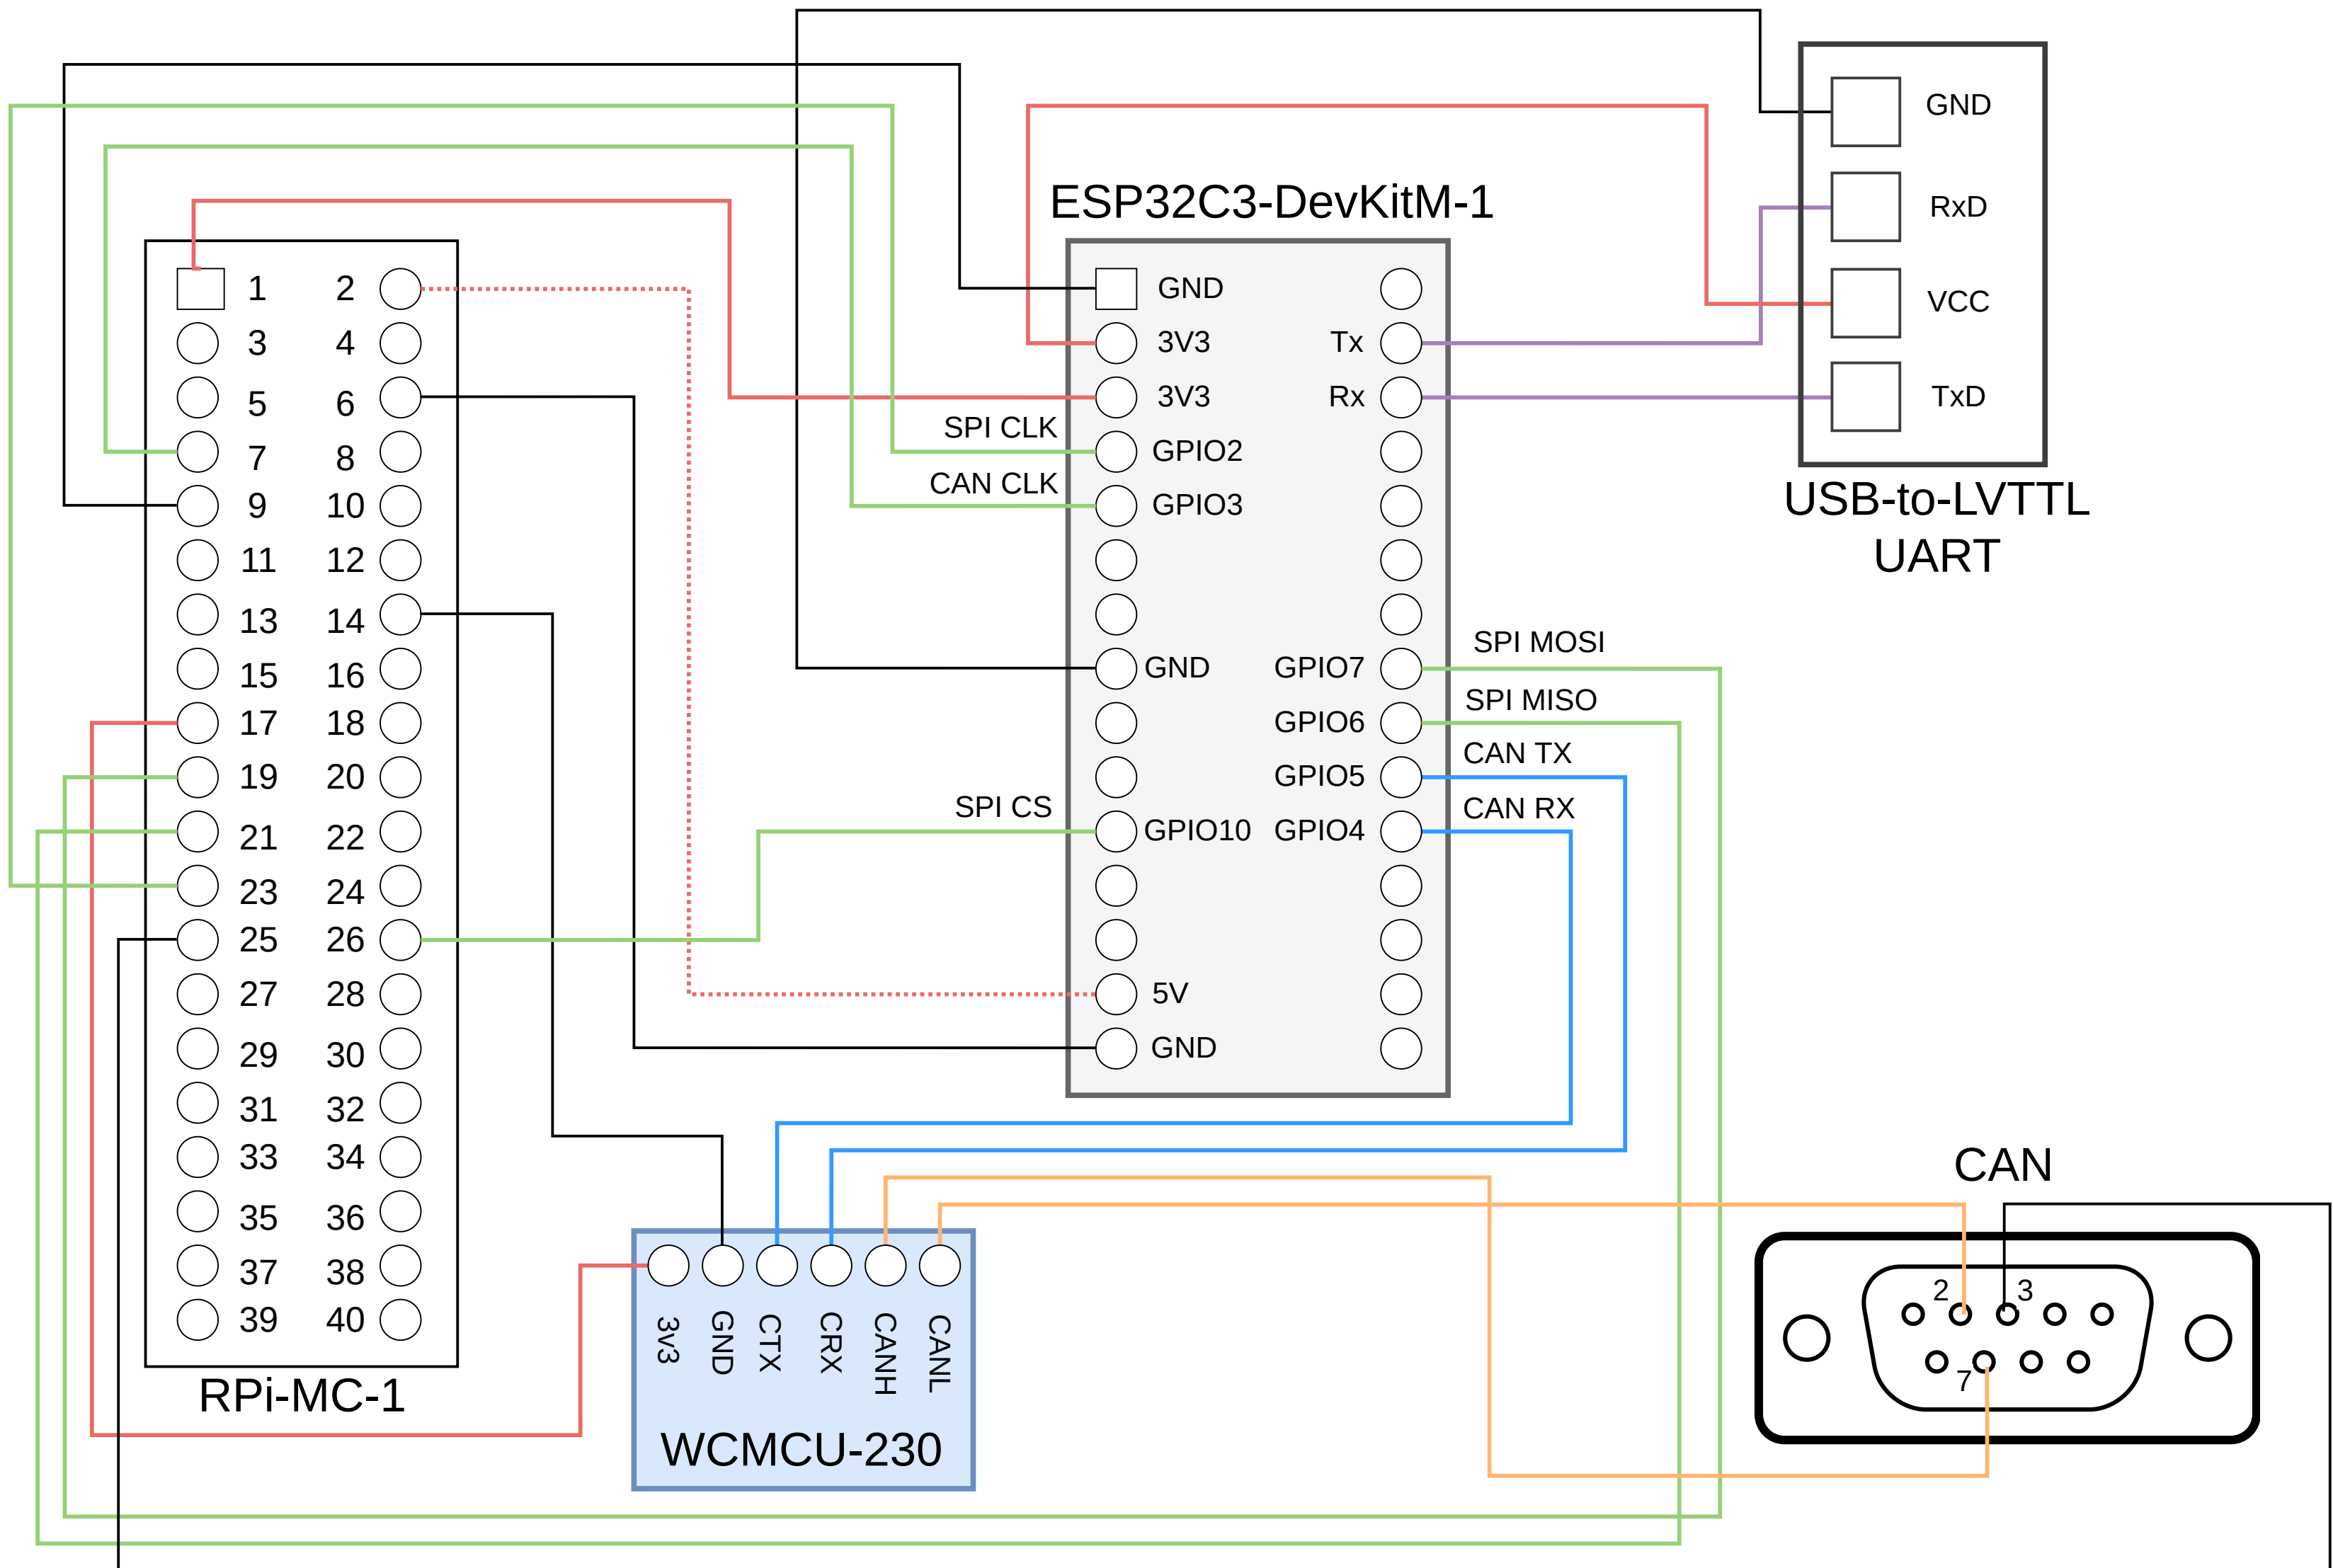 GND
RxD
VCC
TxD
USB-to-LVTTL
UART
ESP32C3-DevKitM-1
GND
3V3 Tx
3V3 Rx
SPI CLK
GPIO2
CAN CLK
GPIO3
SPI MOSI
GND GPIO7
SPI MISO
GPIO6
CAN TX
GPIO5
SPI CS
CAN RX
GPIO10 GPIO4
5V
GND
1 2
3 4
5 6
7 8
9 10
11 12
13 14
15 16
17 18
19 20
21 22
23 24
25 26
27 28
29 30
31 32
33 34
35 36
37 38
39 40
RPi-MC-1
3v3
GND
CTX
CRX
CANH
CANL
WCMCU-230
CAN
2 3
7